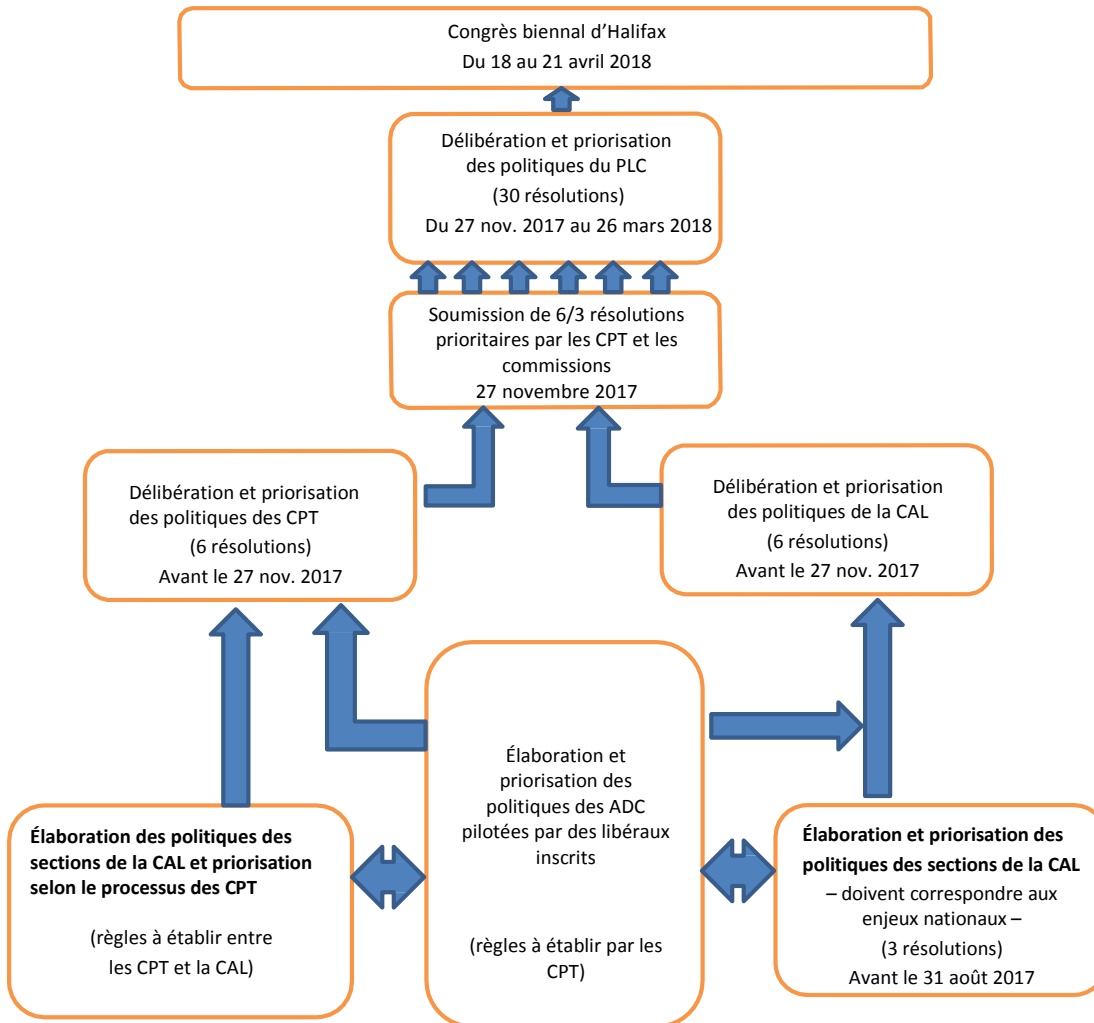 Congrès biennal d’Halifax
Du 18 au 21 avril 2018
Délibération et priorisation
des politiques du PLC
(30 résolutions)
Du 27 nov. 2017 au 26 mars 2018
Soumission de 6/3 résolutions
prioritaires par les CPT et les
commissions
27 novembre 2017
Délibération et priorisation
des politiques des CPT
(6 résolutions)
Avant le 27 nov. 2017
Délibération et priorisation
des politiques de la CAL
(6 résolutions)
Avant le 27 nov. 2017
Élaboration des politiques des
sections de la CAL et priorisation
selon le processus des CPT
(règles à établir entre
les CPT et la CAL)
Élaboration et
priorisation des
politiques des ADC
pilotées par des libéraux
inscrits
(règles à établir par les
CPT)
Élaboration et priorisation des
politiques des sections de la CAL
– doivent correspondre aux
enjeux nationaux –
(3 résolutions)
Avant le 31 août 2017